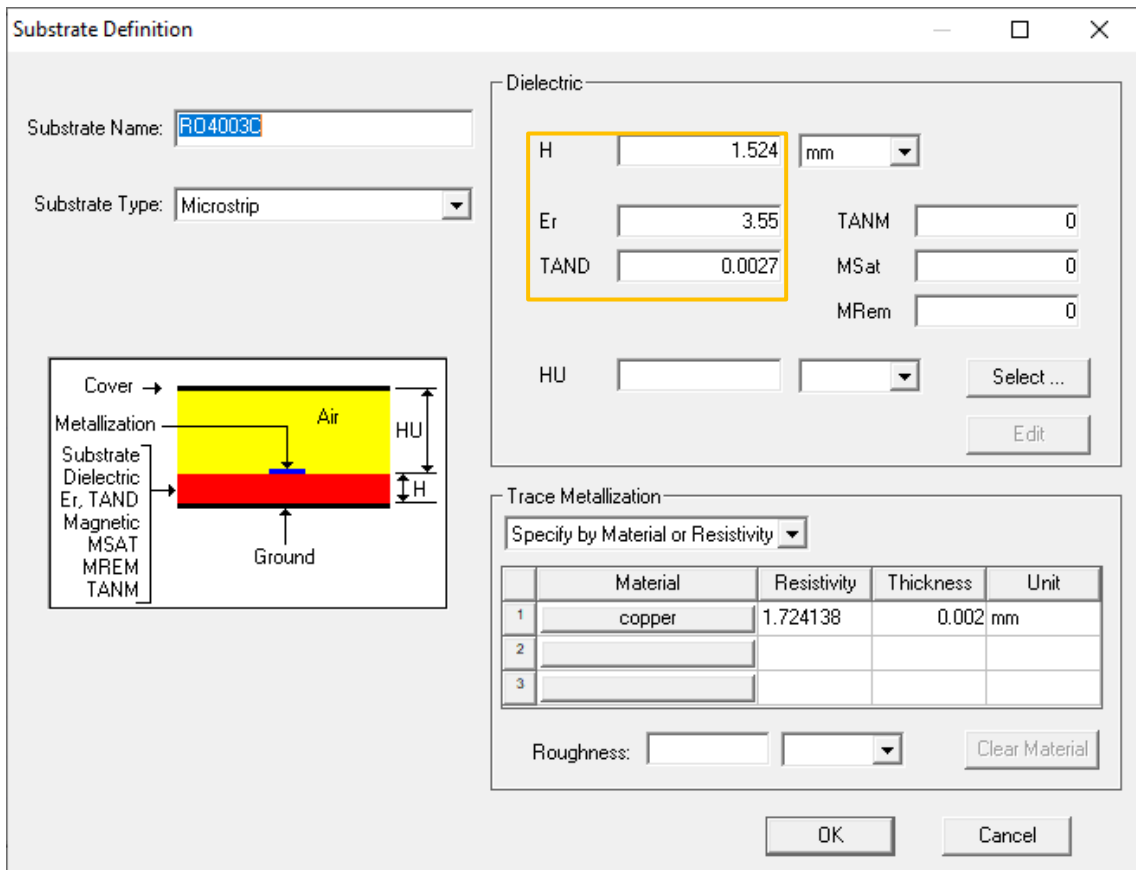 Substrate Definition
Substrate Name: RO4003C
Substrate Type: Microstrip
Cover
Metallization
Air
HU
Substrate
Dielectric
Er, TAND
Magnetic
MSAT
MREM
TANM
H
Ground
Dielectric
H 1.524 mm
Er 3.55 TANM 0
TAND 0.0027 MSat 0
MRem 0
HU Select ...
Edit
Trace Metallization
Specify by Material or Resistivity
Material Resistivity Thickness Unit
1 copper 1.724138 0.002 mm
2
3
Roughness: Clear Material
OK Cancel